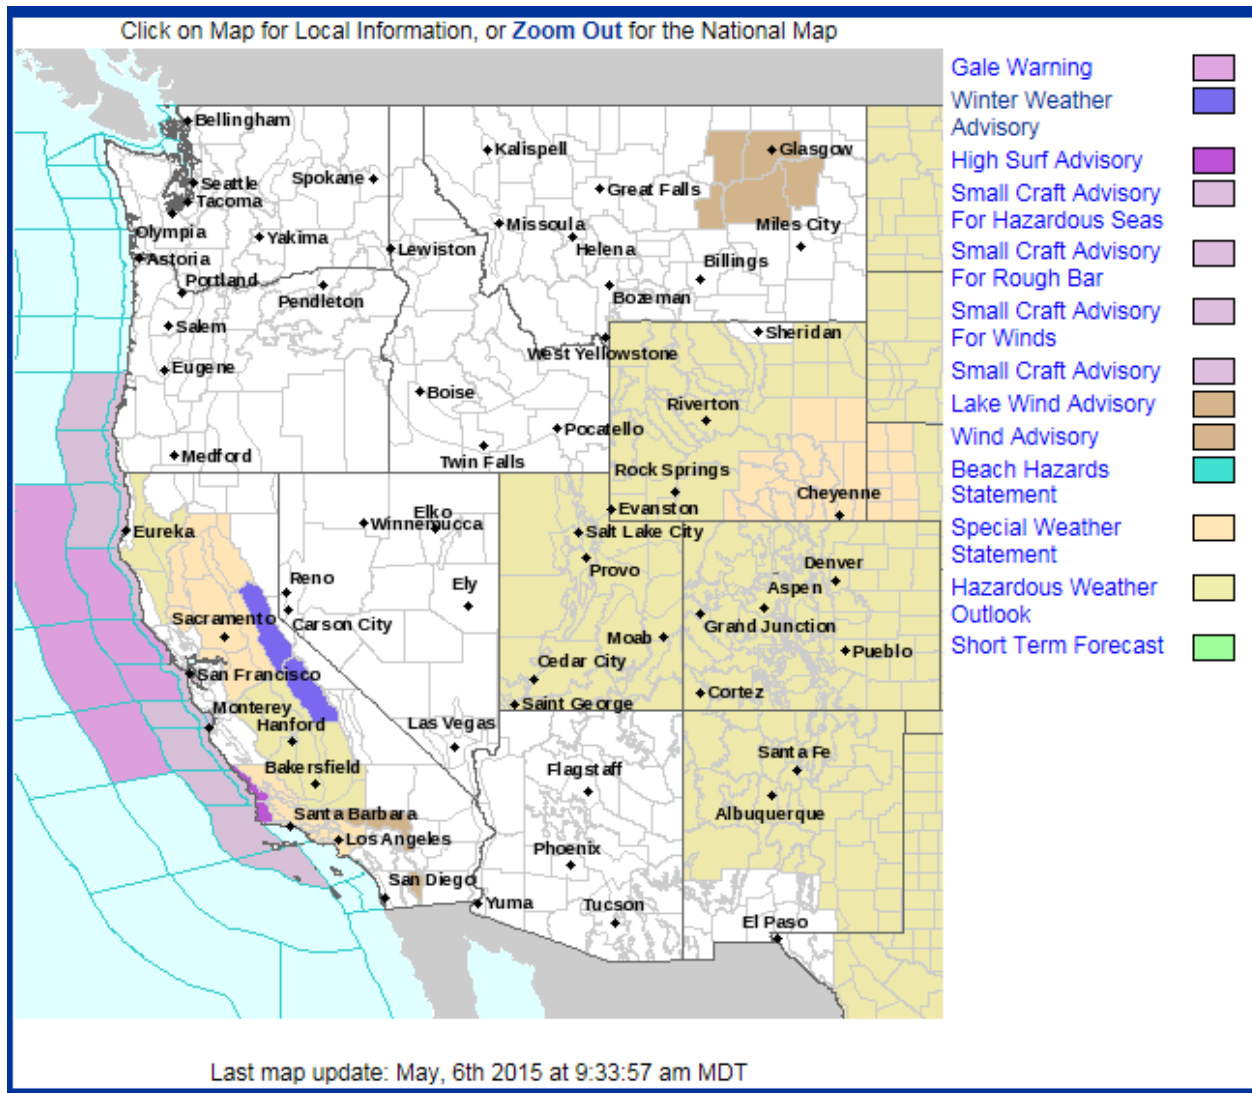 Click on Map for Local Information, or Zoom Out for the National Map
Gale Warning
Winter Weather
Advisory
High Surf Advisory
Small Craft Advisory
For Hazardous Seas
Small Craft Advisory
For Rough Bar
Small Craft Advisory
For Winds
Small Craft Advisory
Lake Wind Advisory
Wind Advisory
Beach Hazards
Statement
Special Weather
Statement
Hazardous Weather
Outlook
Short Term Forecast
Bellingham
Kalispell
Glasgow
Seattle
Spokane
Great Falls
Tacoma
Olympia
Yakima
Missoula
Miles City
Astoria
Lewiston
Helena
Billings
Portland
Pendleton
Bozeman
Salem
Sheridan
West Yellowstone
Eugene
Boise
Riverton
Pocatello
Medford
Twin Falls
Rock Springs
Cheyenne
Evanston
Eureka
Elko
Winnemucca
Salt Lake City
Provo
Denver
Reno
Ely
Aspen
Sacramento
Carson City
Grand Junction
Moab
Pueblo
San Francisco
Cedar City
Cortez
Monterey
Saint George
Hanford
Las Vegas
Santa Fe
Bakersfield
Flagstaff
Albuquerque
Santa Barbara
Los Angeles
Phoenix
San Diego
Yuma
Tucson
El Paso
Last map update: May, 6th 2015 at 9:33:57 am MDT